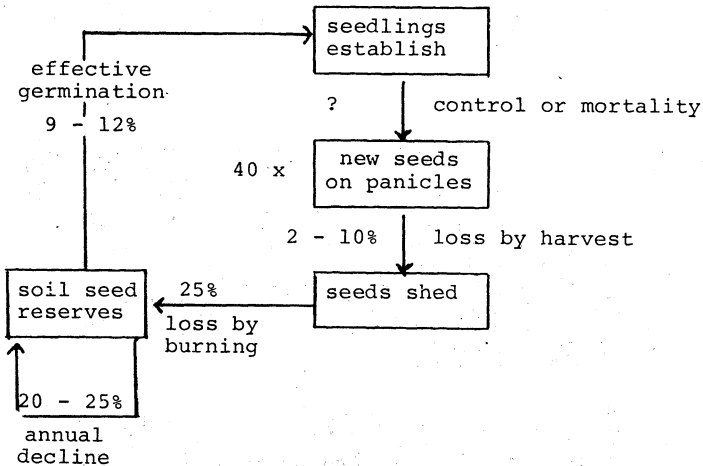 seedlings
establish
effective
germination
9 - 12%
? control or mortality
40 x
new seeds
on panicles
2 - 10% loss by harvest
soil seed
reserves
25%
loss by
burning
seeds shed
20 - 25%
annual
decline